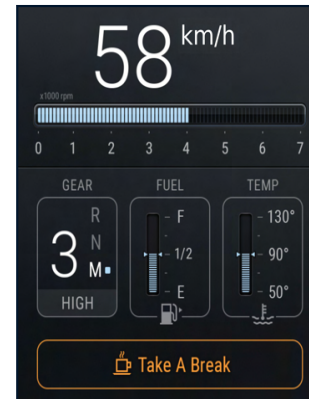 58 km/h
x1000 rpm
0 1 2 3 4 5 6 7
GEAR FUEL TEMP
R F 130°
3 N 1/2 90°
M E 50°
HIGH
Take A Break